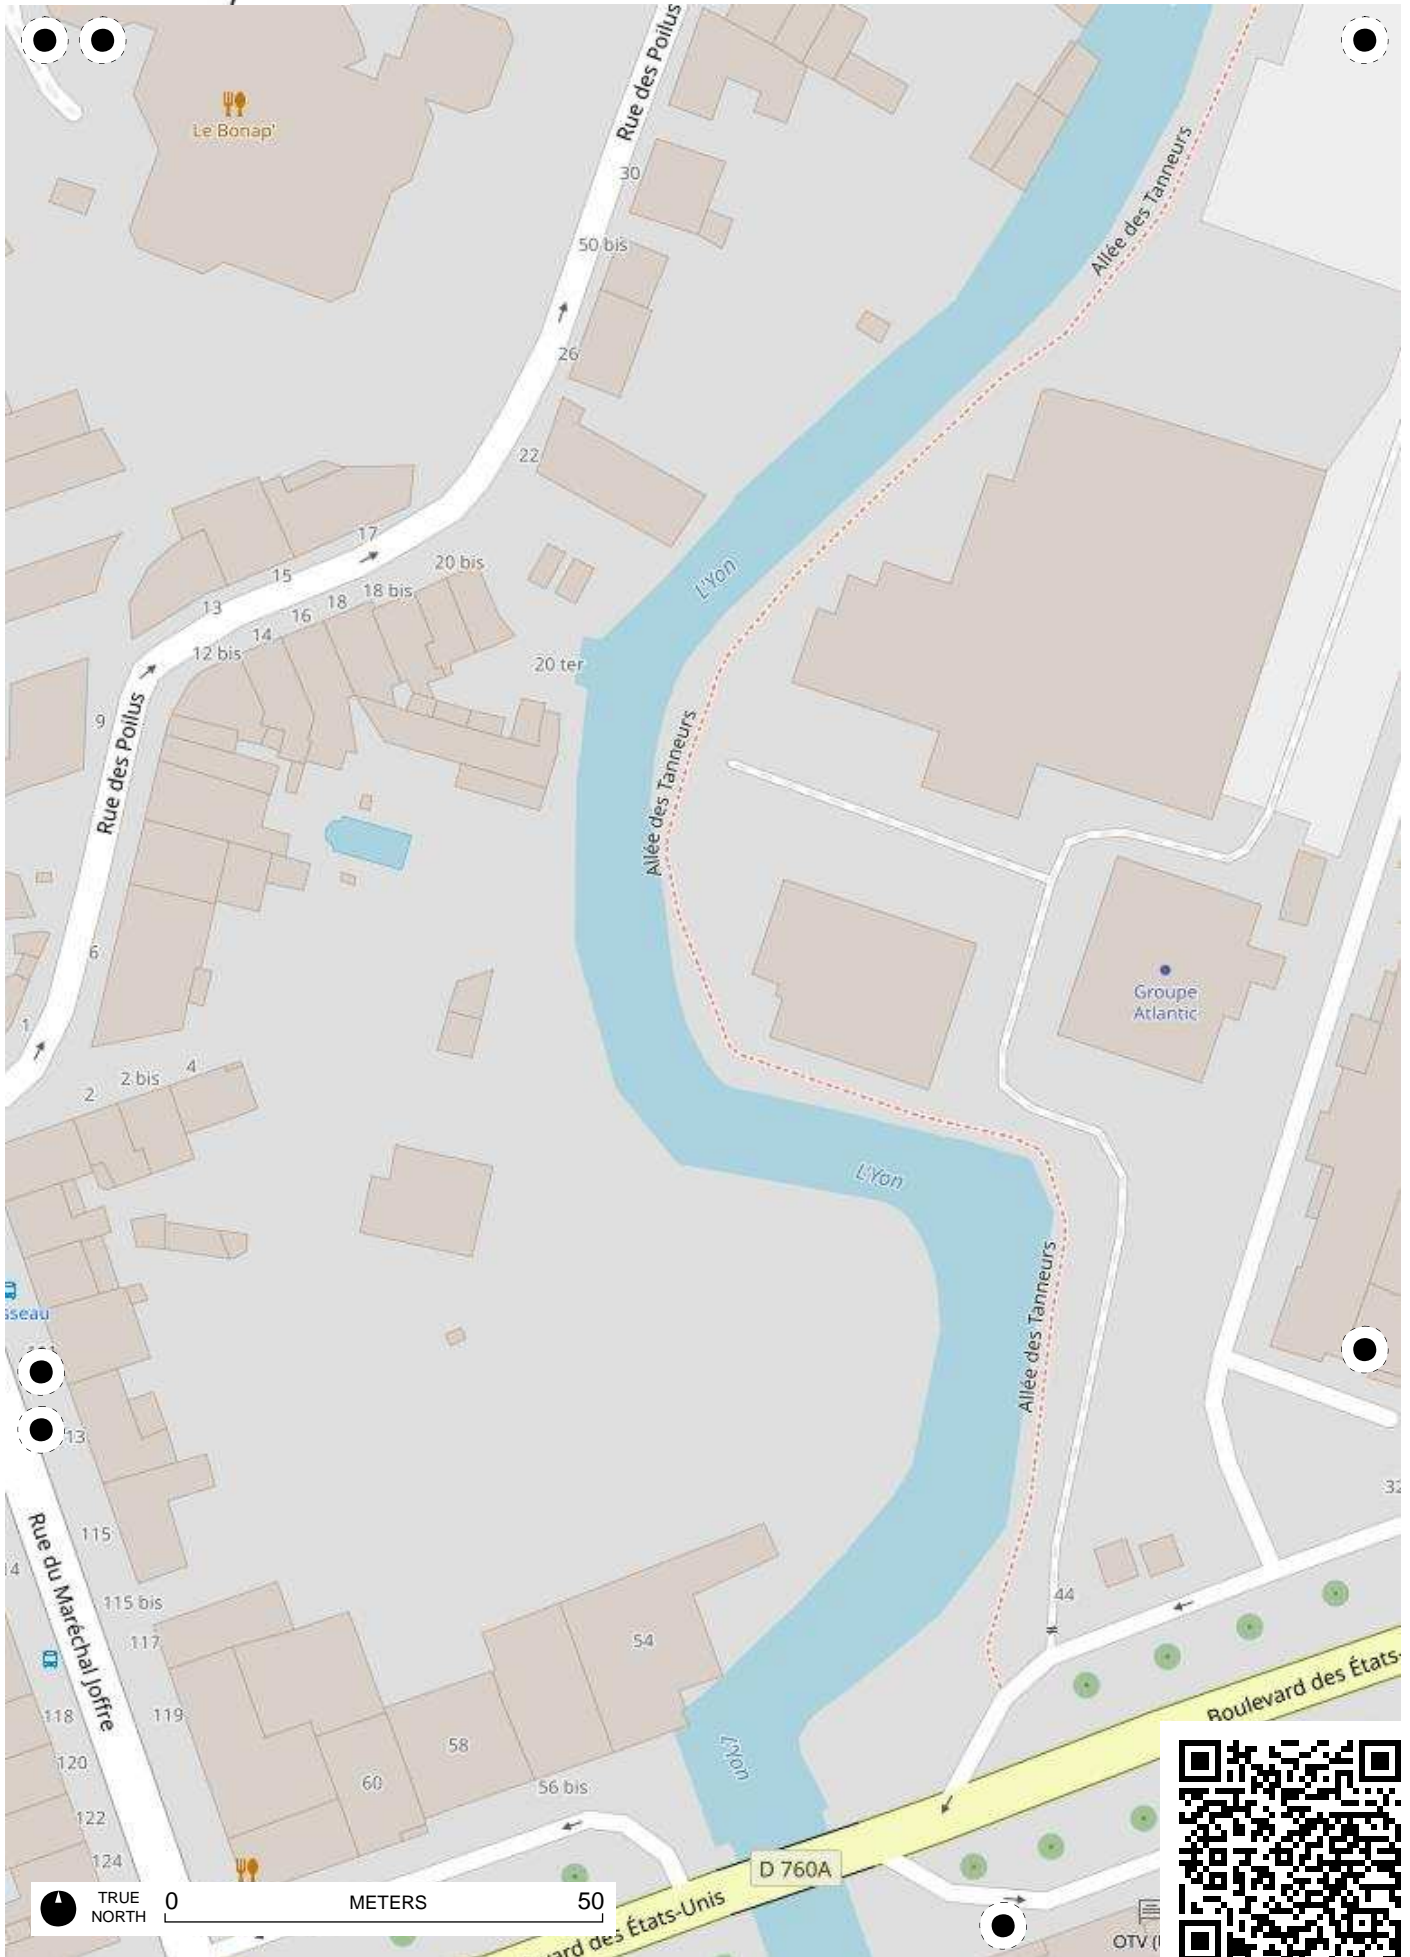 Rue des Poilus
Le Bonap'
30
Allée des Tanneurs
50 bis
26
22
17
20 bis
15
18 bis
13
18
16
14
12 bis
L'Yon
20 ter
9
Rue des Poilus
Allée des Tanneurs
6
Groupe
Atlantic
1
4
2 bis
2
L'Yon
Allée des Tanneurs
sseau
13
32
115
14
Rue du Maréchal Joffre
44
115 bis
117
54
118
119
Boulevard des États-
58
L'Yon
120
60
56 bis
122
124
D 760A
TRUE
NORTH
0
METERS
50
ard des États-Unis
OTV (